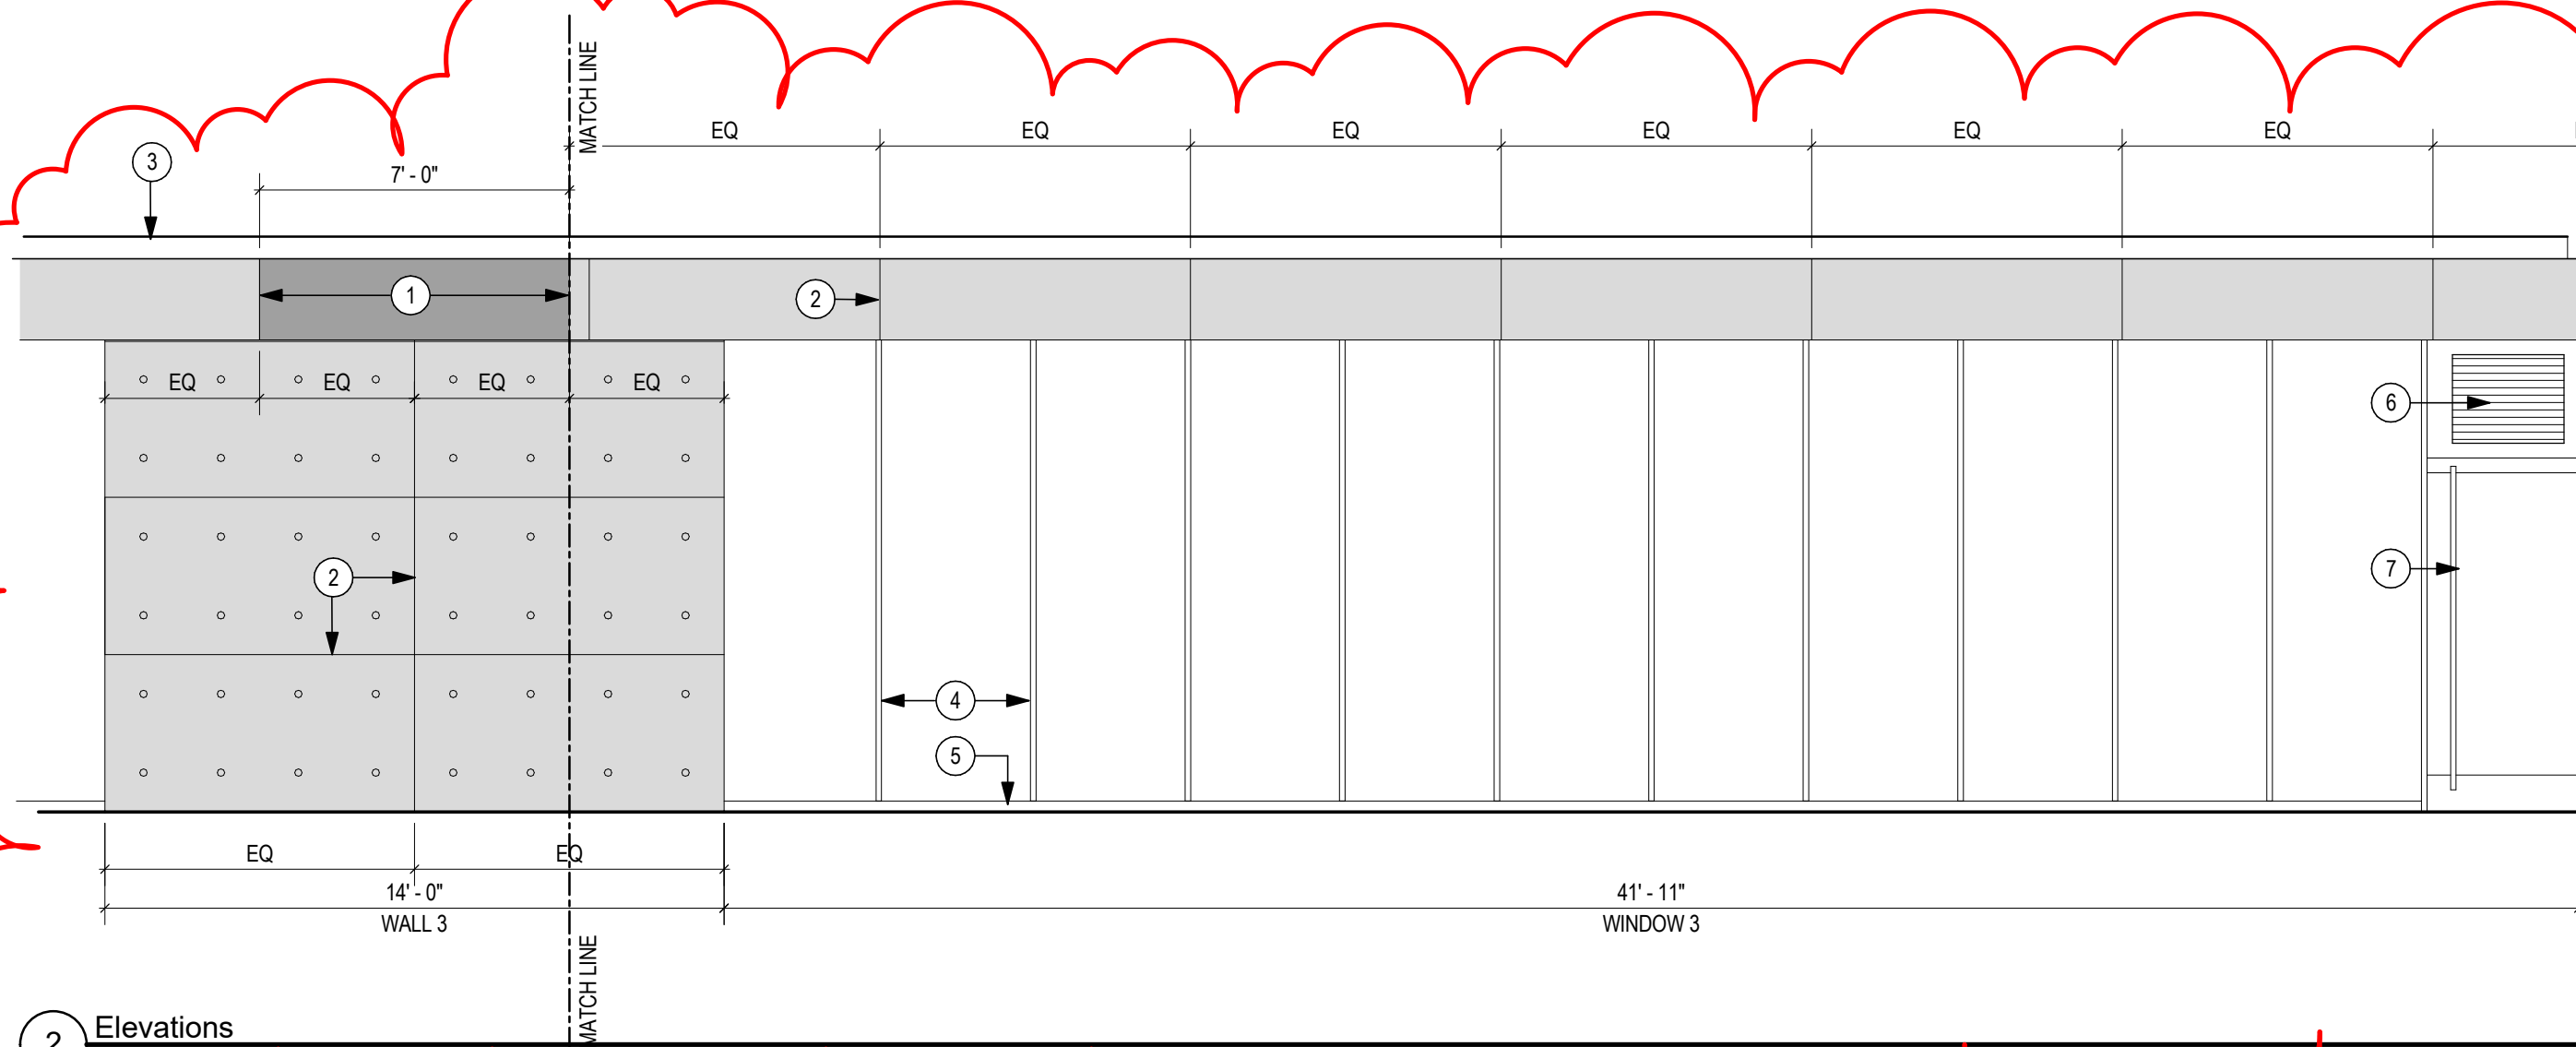 MATCH LINE
EQ EQ EQ EQ EQ EQ
3
7' - 0"
1
2
EQ EQ EQ EQ
6
2
7
4
5
EQ EQ
14' - 0" 41' - 11"
WALL 3 WINDOW 3
MATCH LINE
2 Elevations